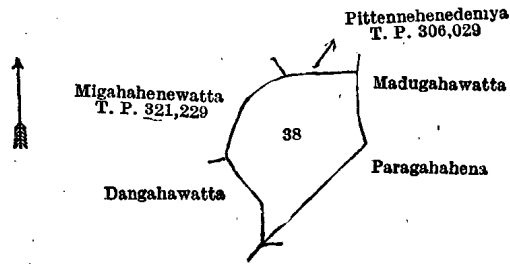 Pittennehenedeniya
T. P. 306,029
Migahahenewatta
T. P. 321,229
Madugahawatta
38
Paragahahena
Dangahawatta